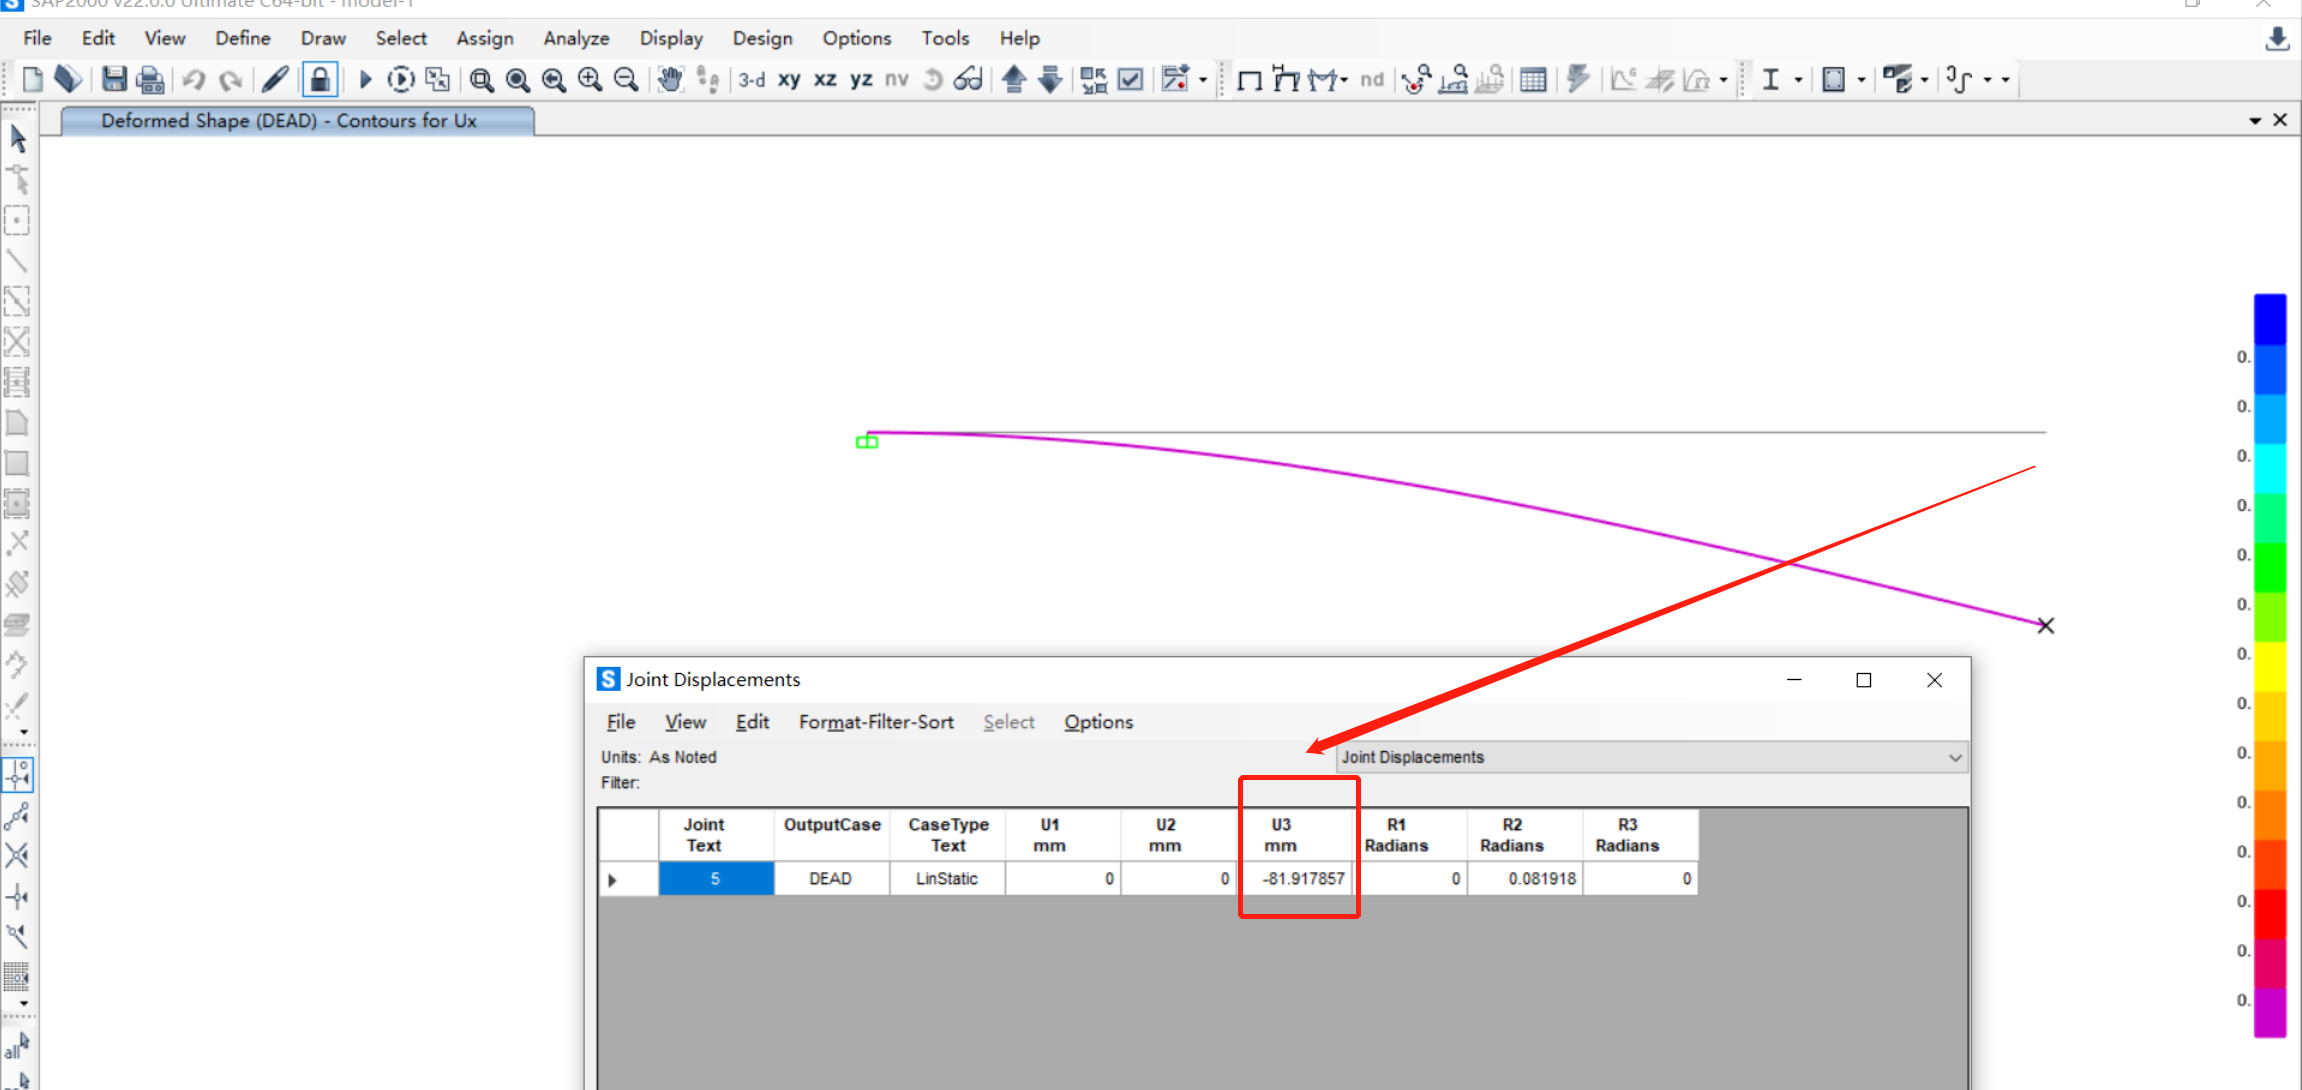 SAP2000 v22.0.0 Ultimate C64-bit - model-1
File Edit View Define Draw Select Assign Analyze Display Design Options Tools Help
3-d xy xz yz nv nd
Deformed Shape (DEAD) - Contours for Ux
0.
0.
0.
0.
0.
0.
0.
0.
0.
0.
0.
0.
0.
0.
S Joint Displacements
File View Edit Format-Filter-Sort Select Options
Units: As Noted
Joint Displacements
Filter:
Joint Text OutputCase CaseType Text U1 mm U2 mm U3 mm R1 Radians R2 Radians R3 Radians
5 DEAD LinStatic 0 0 -81.917857 0 0.081918 0
all